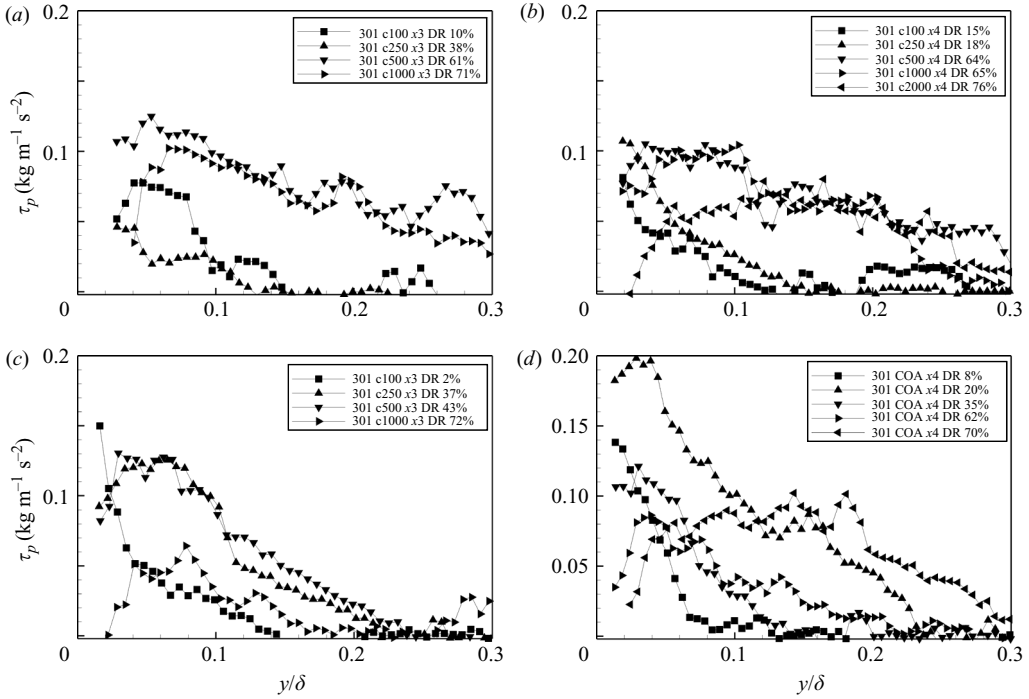 (a)
0.2
0.1
0
τp (kg m–1 s–2)
301 c100 x3 DR 10%
301 c250 x3 DR 38%
301 c500 x3 DR 61%
301 c1000 x3 DR 71%
0.1
0.2
0.3
(b)
0.2
0.1
0
301 c100 x4 DR 15%
301 c250 x4 DR 18%
301 c500 x4 DR 64%
301 c1000 x4 DR 65%
301 c2000 x4 DR 76%
0.1
0.2
0.3
(c)
0.2
0.1
0
τp (kg m–1 s–2)
301 c100 x3 DR 2%
301 c250 x3 DR 37%
301 c500 x3 DR 43%
301 c1000 x3 DR 72%
0.1
0.2
0.3
y/δ
(d)
0.20
0.15
0.10
0.05
0
301 COA x4 DR 8%
301 COA x4 DR 20%
301 COA x4 DR 35%
301 COA x4 DR 62%
301 COA x4 DR 70%
0.1
0.2
0.3
y/δ